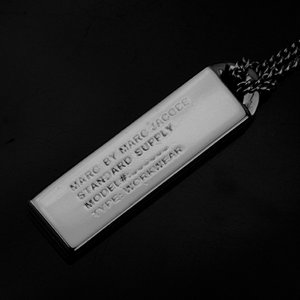 MARC BY MARC JACOBS
STANDARD SUPPLY
MODEL#
TYPE: WORKWEAR